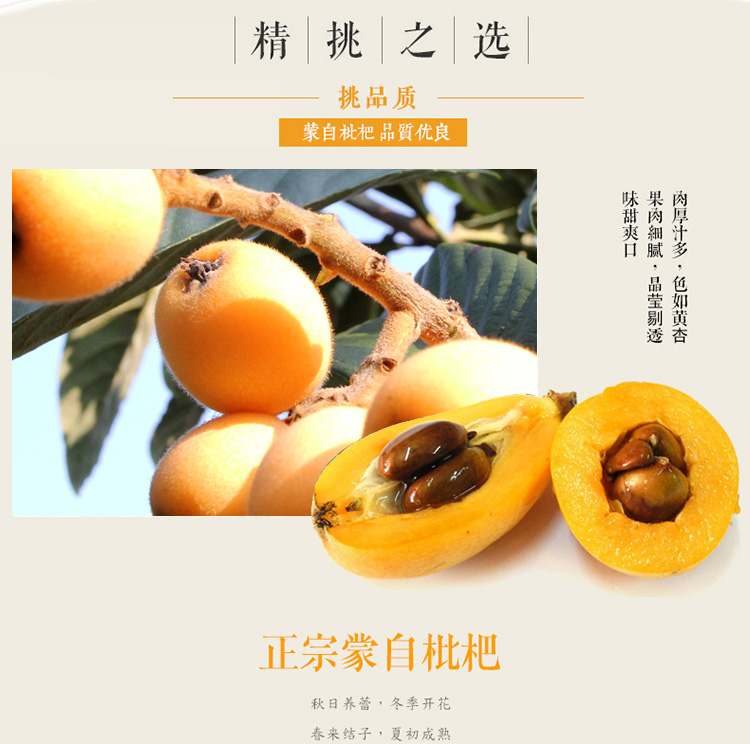 精挑之选
挑品质
蒙自枇杷 品質优良
肉厚汁多，色如黄杏
果肉細腻，晶莹剔透
味甜爽口
正宗蒙自枇杷
秋日养蕾，冬季开花
春来结子，夏初成熟